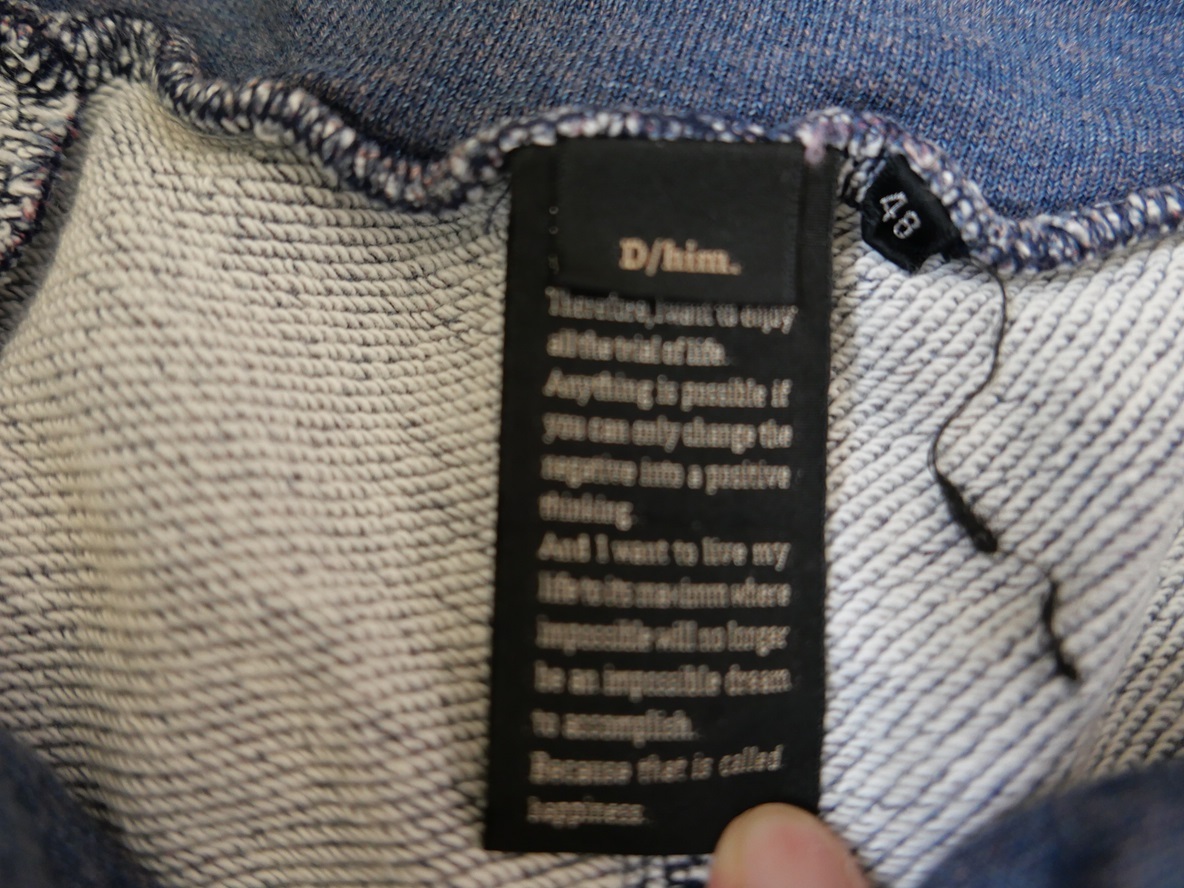 D/him.
48
Therefore, I want to enjoy
all the trial of life.
Anything is possible if
you can only change the
negative into a positive
thinking.
And I want to live my
life to its maximum where
impossible will no longer
be an impossible dream
to accomplish.
Because that is called
happiness.